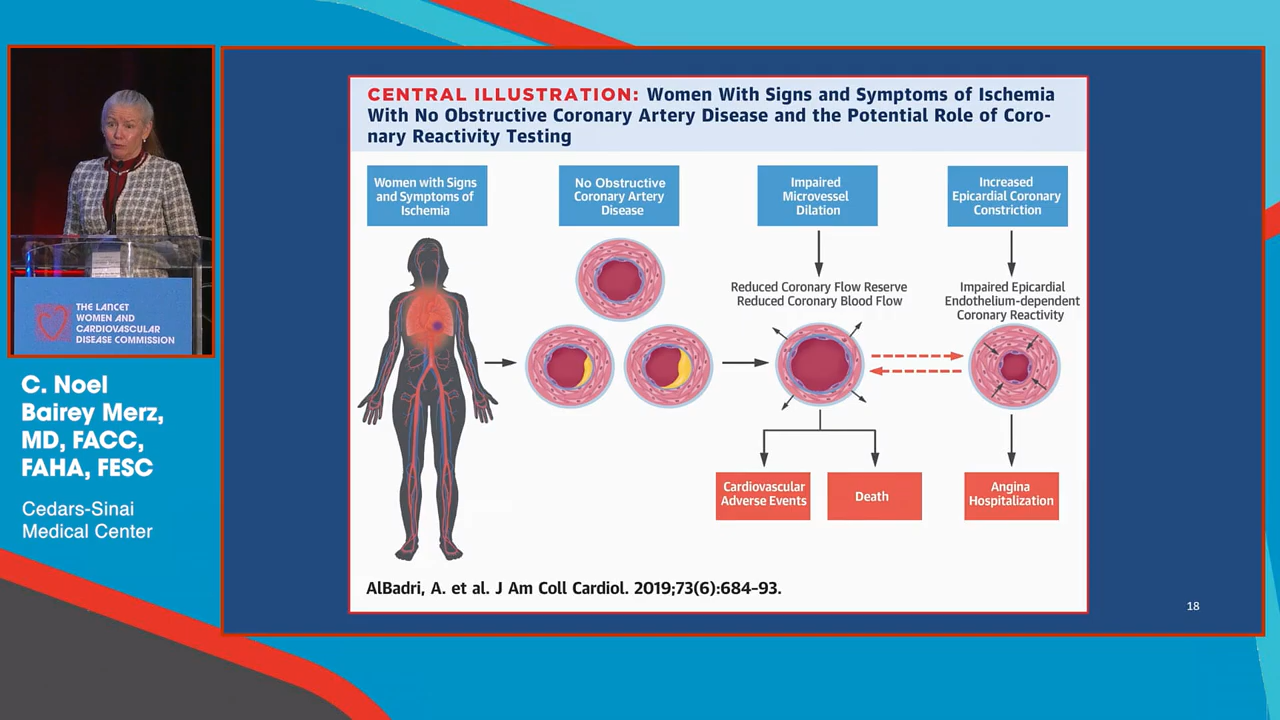 CENTRAL ILLUSTRATION: Women With Signs and Symptoms of Ischemia
With No Obstructive Coronary Artery Disease and the Potential Role of Coro-
nary Reactivity Testing
Women with Signs
and Symptoms of
Ischemia
No Obstructive
Coronary Artery
Disease
Impaired
Microvessel
Dilation
Increased
Epicardial Coronary
Constriction
Reduced Coronary Flow Reserve
Reduced Coronary Blood Flow
Impaired Epicardial
Endothelium-dependent
Coronary Reactivity
Cardiovascular
Adverse Events
Death
Angina
Hospitalization
AlBadri, A. et al. J Am Coll Cardiol. 2019;73(6):684–93.
18
THE LANCET
WOMEN AND
CARDIOVASCULAR
DISEASE COMMISSION
C. Noel
Bairey Merz,
MD, FACC,
FAHA, FESC
Cedars-Sinai
Medical Center